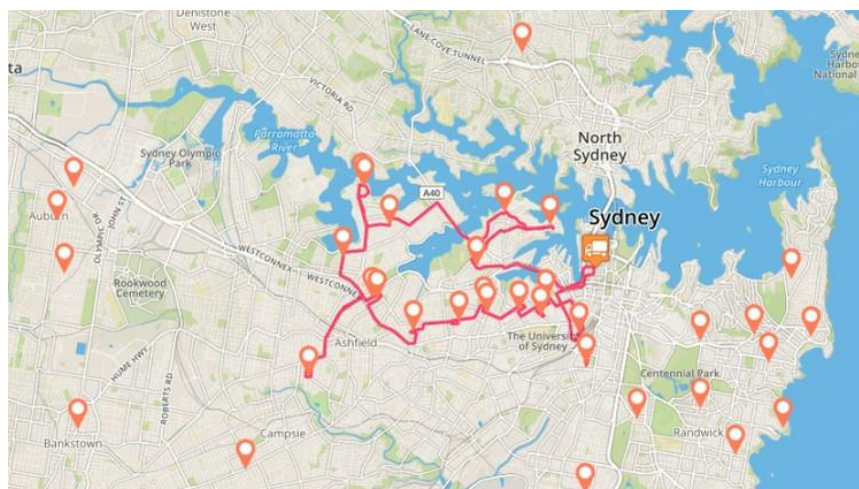 Denistone
West
LANE COVE TUNNEL
Sydney
Harbour
National
ta
VICTORIA RD
Parramatta
River
North
Sydney
Sydney Olympic
Park
Sydney
Harbour
A40
JOHN ST
Auburn
Sydney
OLYMPIC
DR
WESTCONNEX
WESTCONNEX
Rookwood
Cemetery
The University
of Sydney
Ashfield
HUME HWY
Centennial Park
ROBERTS RD
Campsie
Randwick
Bankstown